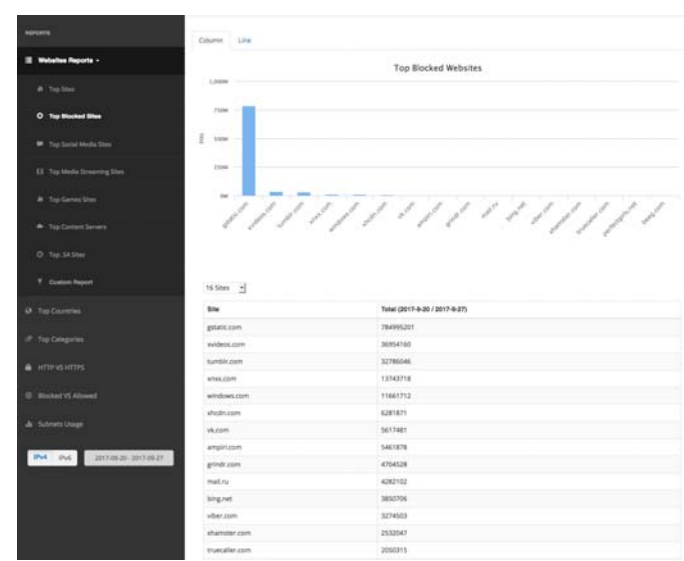 REPORTS
Websites Reports
Top Sites
Top Blocked Sites
Top Social Media Sites
Top Media Streaming Sites
Top Games Sites
Top Content Servers
Top .SA Sites
Custom Report
Top Countries
Top Categories
HTTP VS HTTPS
Blocked VS Allowed
Subnets Usage
IPv4 IPv6 2017-09-20 - 2017-09-27
Column Line
Top Blocked Websites
1,000M
750M
500M
250M
0M
Hits
gstatic.com xvideos.com tumblr.com xnxx.com windows.com xhcdn.com vk.com ampiri.com grindr.com mail.ru bing.net viber.com xhamster.com truecaller.com perfectgirls.net beeg.com
16 Sites
Site Total (2017-9-20 / 2017-9-27)
gstatic.com 784995201
xvideos.com 36954160
tumblr.com 32786046
xnxx.com 13743718
windows.com 11661712
xhcdn.com 6281871
vk.com 5617481
ampiri.com 5461878
grindr.com 4704528
mail.ru 4282102
bing.net 3850706
viber.com 3274503
xhamster.com 2532047
truecaller.com 2050315